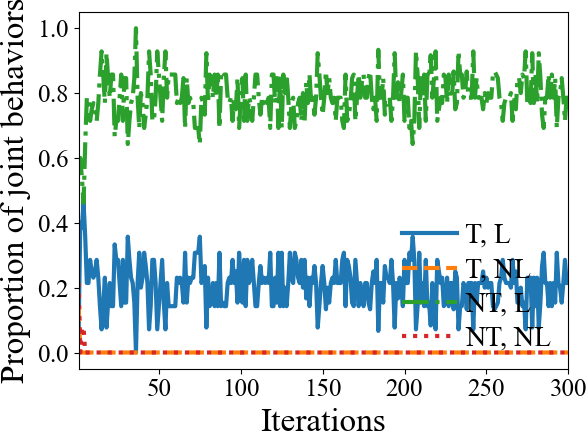 Proportion of joint behaviors
1.0
0.8
0.6
0.4
0.2
0.0
T, L
T, NL
NT, L
NT, NL
50
100
150
200
250
300
Iterations